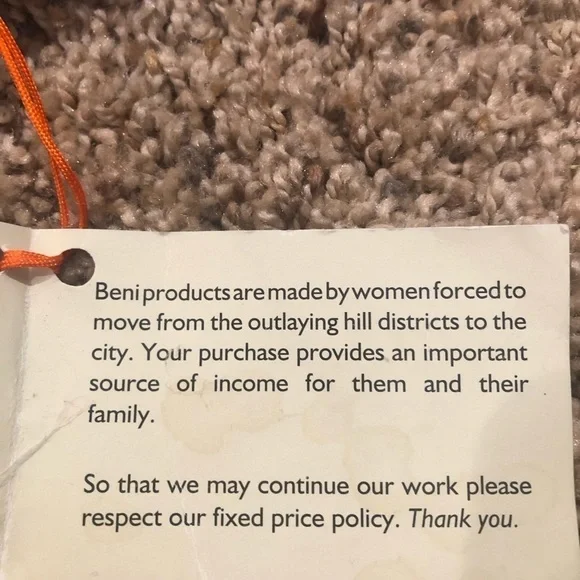 Beni products are made by women forced to
move from the outlaying hill districts to the
city. Your purchase provides an important
source of income for them and their
family.
So that we may continue our work please
respect our fixed price policy. Thank you.